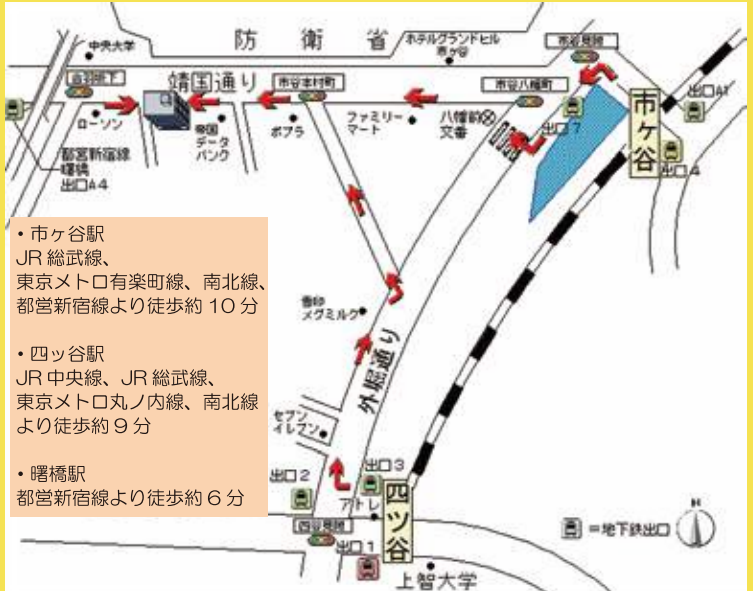 防衛省
ホテルグランドヒル
市ヶ谷
市谷見附
中央大学
合羽坂下
靖国通り
市谷本村町
市谷八幡町
出口A1
市ヶ谷
ローソン
帝国
データ
バンク
ポプラ
ファミリー
マート
八幡前
交番
出口7
出口4
都営新宿線
曙橋
出口A4
・市ヶ谷駅
JR 総武線、
東京メトロ有楽町線、南北線、
都営新宿線より徒歩約 10 分
・四ッ谷駅
JR 中央線、JR 総武線、
東京メトロ丸ノ内線、南北線
より徒歩約 9 分
・曙橋駅
都営新宿線より徒歩約 6 分
雪印
メグミルク
外堀通り
セブン
イレブン
出口2
出口3
アトレ
四ツ谷
四谷見附
出口1
上智大学
=地下鉄出口
N